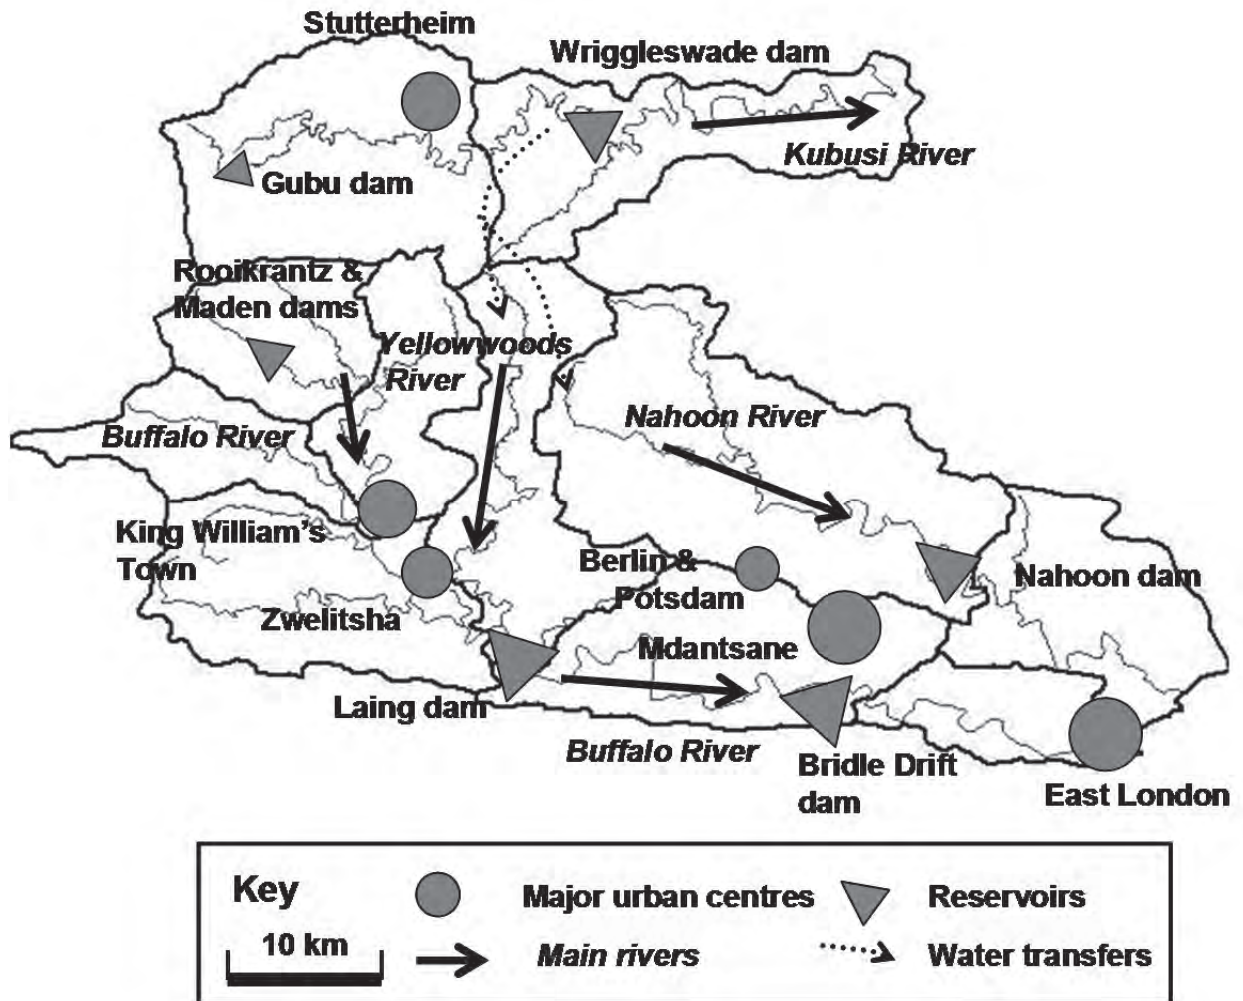 Stutterheim
Wriggleswade dam
Kubusi River
Gubu dam
Rooikrantz &
Maden dams
Yellowwoods
River
Nahoon River
Buffalo River
King William's
Town
Berlin &
Potsdam
Nahoon dam
Zwelitsha
Mdantsane
Laing dam
Buffalo River
Bridle Drift
dam
East London
Key
Major urban centres
Reservoirs
10 km
Main rivers
Water transfers